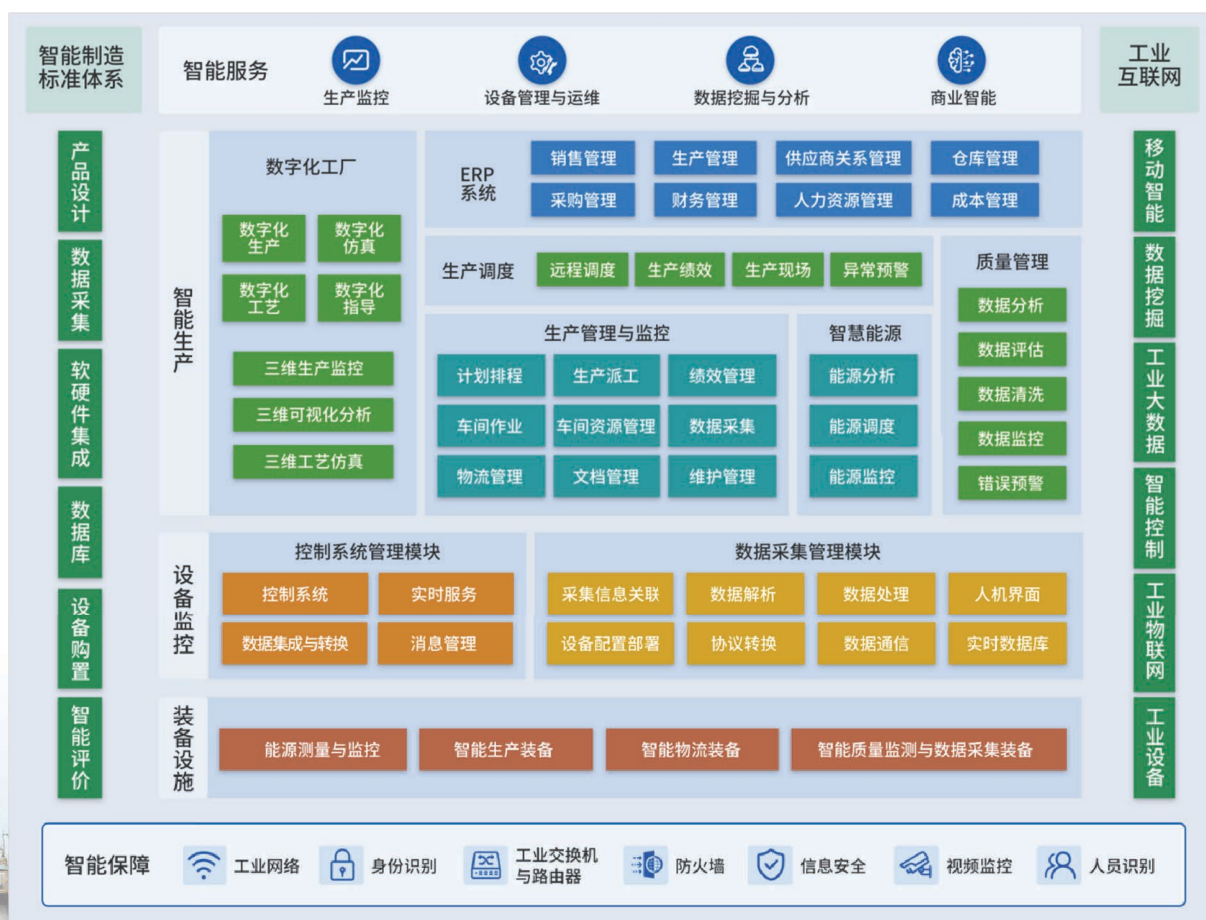 智能制造
标准体系
产品设计
数据采集
软硬件集成
数据库
设备购置
智能评价
智能服务
生产监控
设备管理与运维
数据挖掘与分析
商业智能
智能生产
数字化工厂
数字化
生产
数字化
仿真
数字化
工艺
数字化
指导
三维生产监控
三维可视化分析
三维工艺仿真
ERP
系统
销售管理
生产管理
供应商关系管理
仓库管理
采购管理
财务管理
人力资源管理
成本管理
生产调度
远程调度
生产绩效
生产现场
异常预警
生产管理与监控
计划排程
生产派工
绩效管理
车间作业
车间资源管理
数据采集
物流管理
文档管理
维护管理
智慧能源
能源分析
能源调度
能源监控
质量管理
数据分析
数据评估
数据清洗
数据监控
错误预警
设备监控
控制系统管理模块
控制系统
实时服务
数据集成与转换
消息管理
数据采集管理模块
采集信息关联
数据解析
数据处理
人机界面
设备配置部署
协议转换
数据通信
实时数据库
装备设施
能源测量与监控
智能生产装备
智能物流装备
智能质量监测与数据采集装备
工业
互联网
移动智能
数据挖掘
工业大数据
智能控制
工业物联网
工业设备
智能保障
工业网络
身份识别
工业交换机
与路由器
防火墙
信息安全
视频监控
人员识别